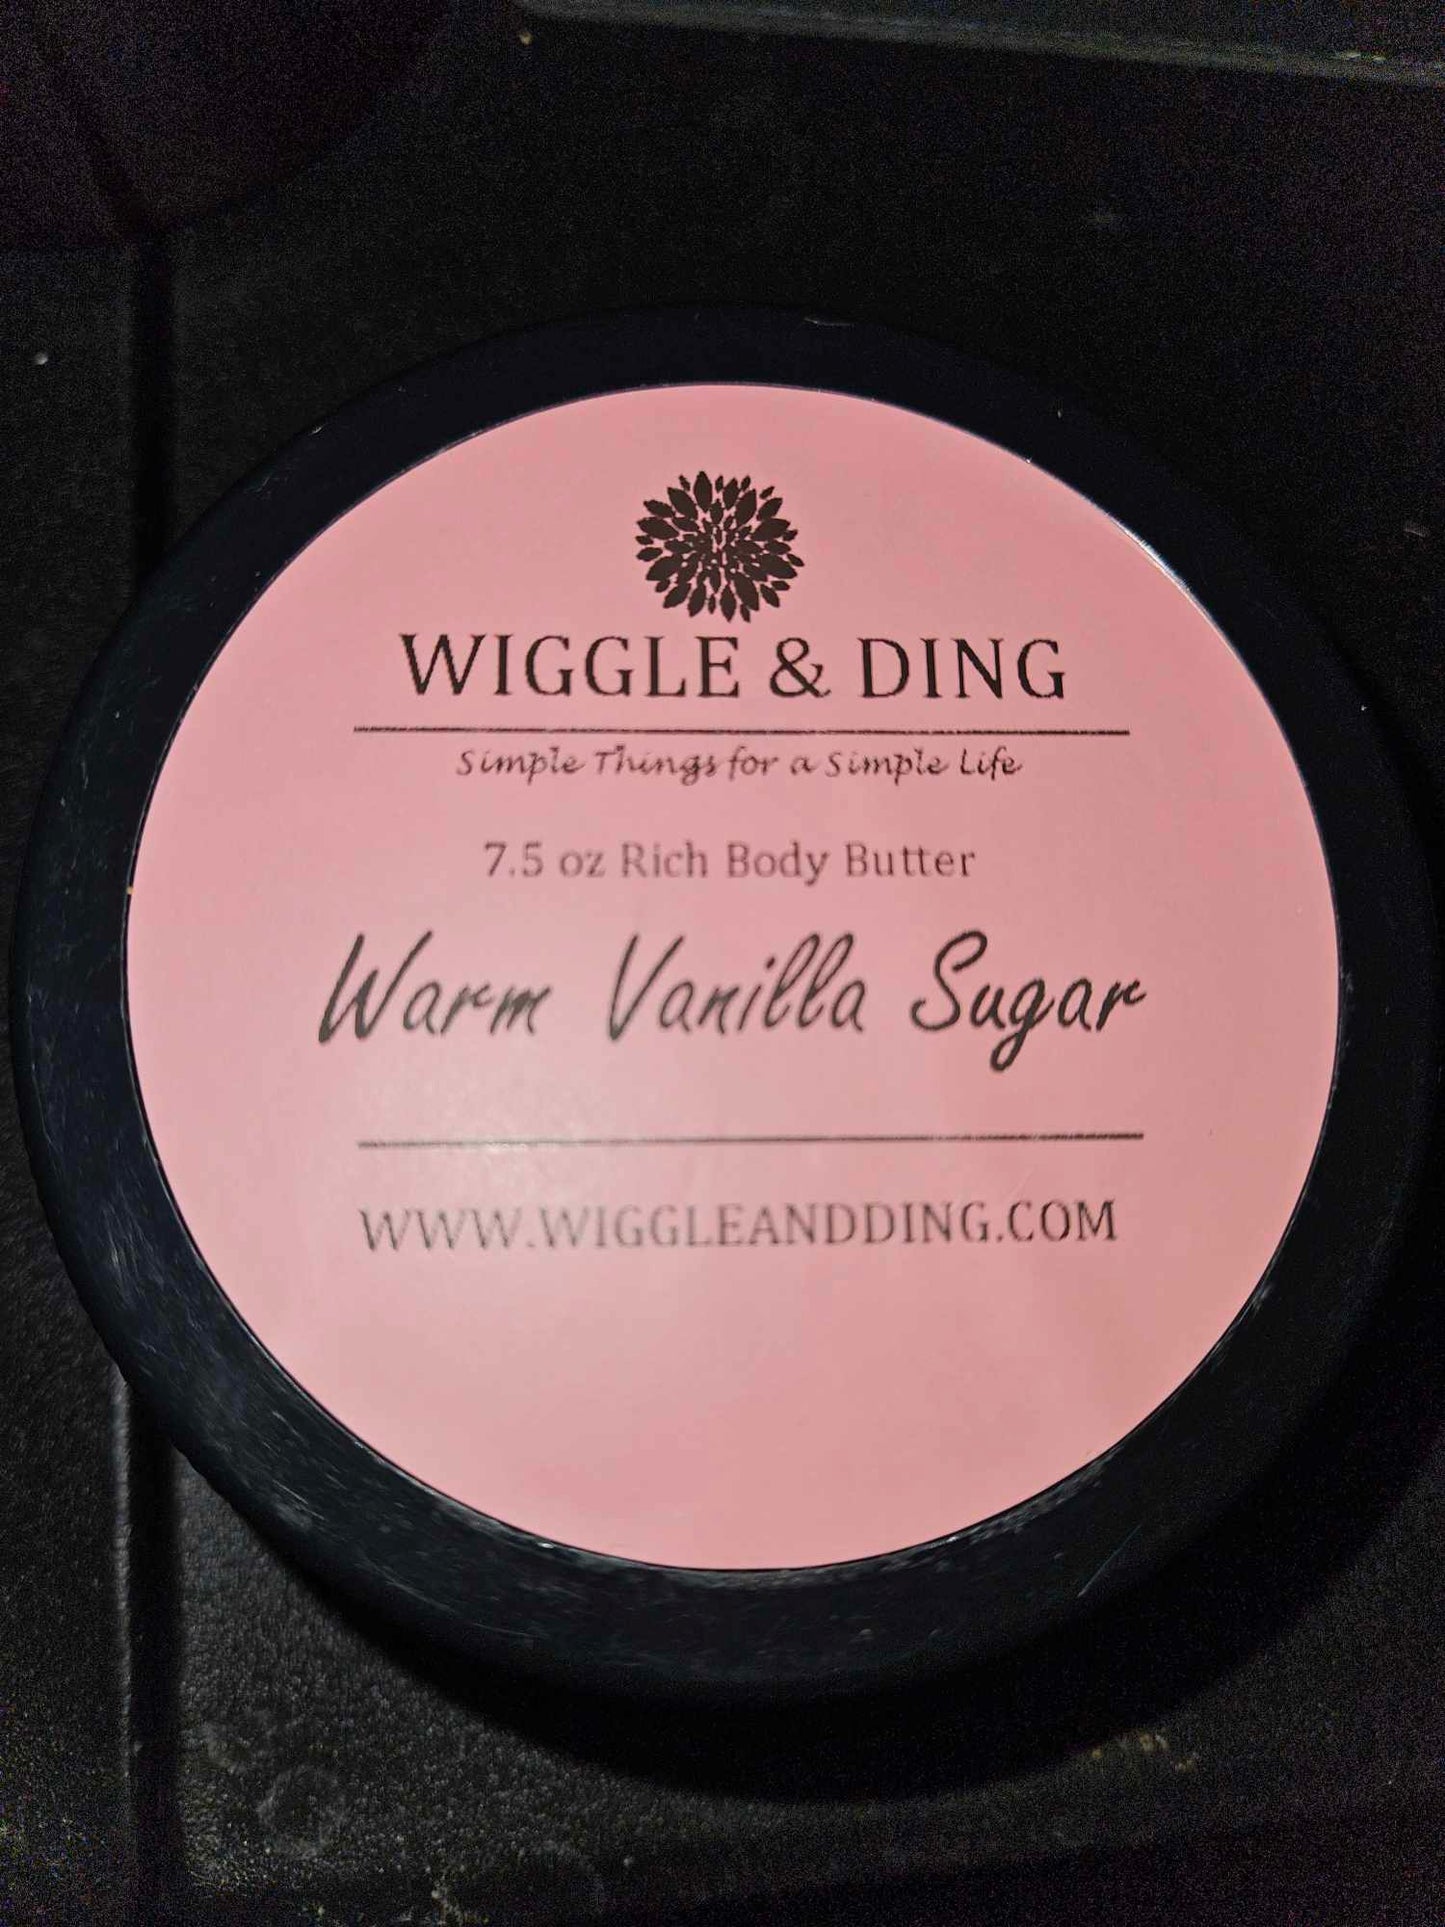 WIGGLE & DING
Simple Things for a Simple Life
7.5 oz Rich Body Butter
Warm Vanilla Sugar
WWW.WIGGLEANDDING.COM